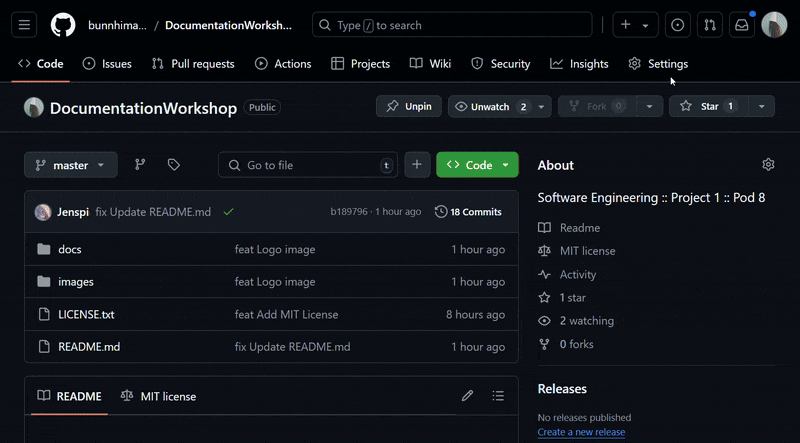 bunnhima... / DocumentationWorksh... Type / to search
Code Issues Pull requests Actions Projects Wiki Security Insights Settings
DocumentationWorkshop Public Unpin Unwatch 2 Fork 0 Star 1
master Go to file t Code
About
Software Engineering :: Project 1 :: Pod 8
Jenspi fix Update README.md b189796 · 1 hour ago 18 Commits
docs feat Logo image 1 hour ago
images feat Logo image 1 hour ago
LICENSE.txt feat Add MIT License 8 hours ago
README.md fix Update README.md 1 hour ago
README MIT license
Readme
MIT license
Activity
1 star
2 watching
0 forks
Releases
No releases published
Create a new release